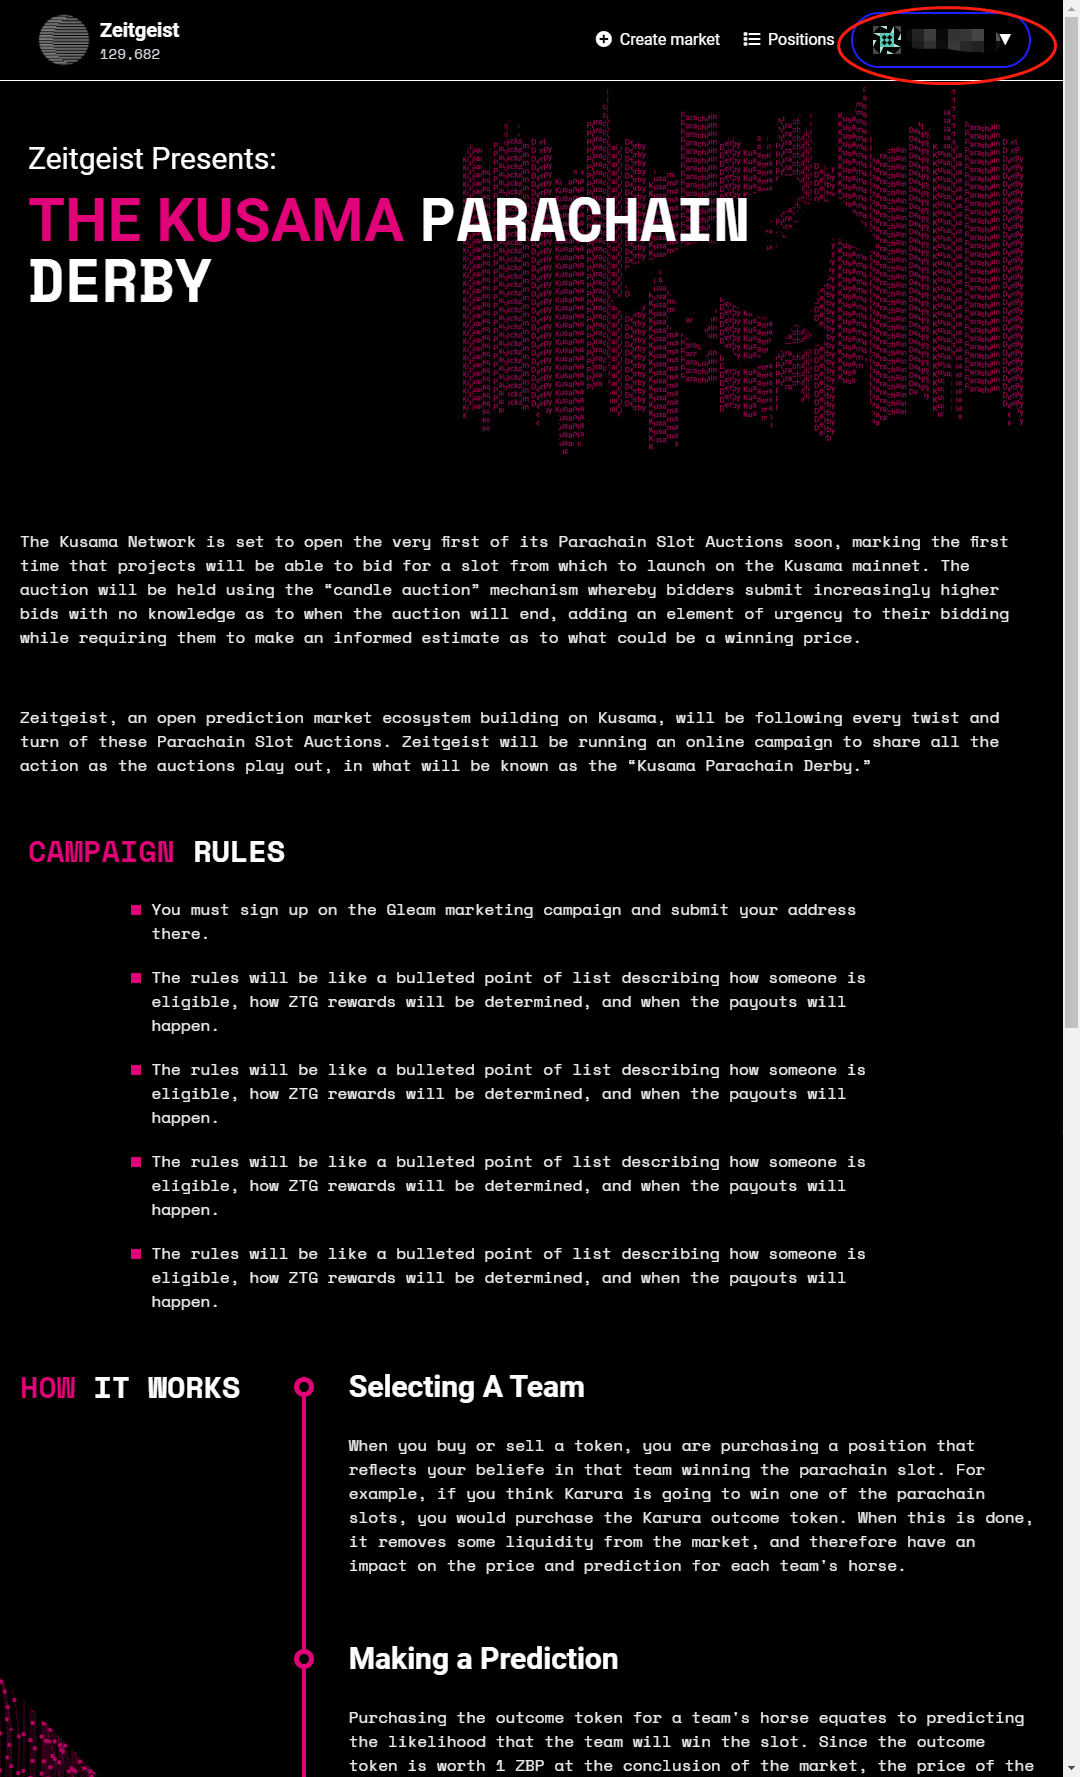 Zeitgeist
129,682
Create market
Positions
Zeitgeist Presents:
THE KUSAMA PARACHAIN
DERBY
The Kusama Network is set to open the very first of its Parachain Slot Auctions soon, marking the first
time that projects will be able to bid for a slot from which to launch on the Kusama mainnet. The
auction will be held using the “candle auction” mechanism whereby bidders submit increasingly higher
bids with no knowledge as to when the auction will end, adding an element of urgency to their bidding
while requiring them to make an informed estimate as to what could be a winning price.
Zeitgeist, an open prediction market ecosystem building on Kusama, will be following every twist and
turn of these Parachain Slot Auctions. Zeitgeist will be running an online campaign to share all the
action as the auctions play out, in what will be known as the “Kusama Parachain Derby.”
CAMPAIGN RULES
You must sign up on the Gleam marketing campaign and submit your address
there.
The rules will be like a bulleted point of list describing how someone is
eligible, how ZTG rewards will be determined, and when the payouts will
happen.
The rules will be like a bulleted point of list describing how someone is
eligible, how ZTG rewards will be determined, and when the payouts will
happen.
The rules will be like a bulleted point of list describing how someone is
eligible, how ZTG rewards will be determined, and when the payouts will
happen.
The rules will be like a bulleted point of list describing how someone is
eligible, how ZTG rewards will be determined, and when the payouts will
happen.
HOW IT WORKS
Selecting A Team
When you buy or sell a token, you are purchasing a position that
reflects your beliefe in that team winning the parachain slot. For
example, if you think Karura is going to win one of the parachain
slots, you would purchase the Karura outcome token. When this is done,
it removes some liquidity from the market, and therefore have an
impact on the price and prediction for each team's horse.
Making a Prediction
Purchasing the outcome token for a team's horse equates to predicting
the likelihood that the team will win the slot. Since the outcome
token is worth 1 ZBP at the conclusion of the market, the price of the